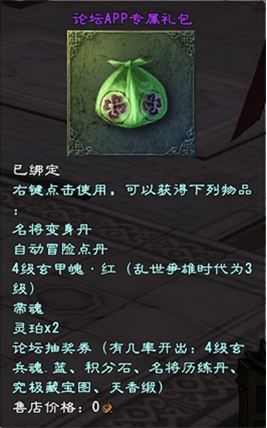 论坛APP专属礼包
已绑定
右键点击使用，可以获得下列物品
：
名将变身丹
自动冒险点丹
4级玄甲魄·红（乱世争雄时代为3
级）
帝魂
灵珀x2
论坛抽奖券（有几率开出：4级玄
兵魂.蓝、积分石、名将历练丹、
究极藏宝图、天香缎）
售店价格：0